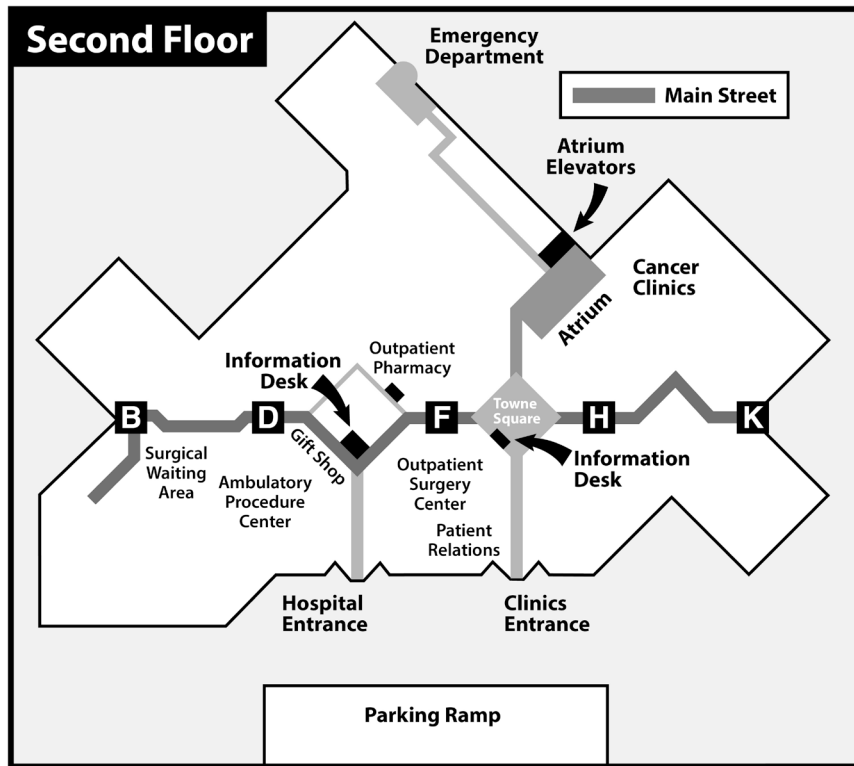 Second Floor
Emergency
Department
Main Street
Atrium
Elevators
Cancer
Clinics
Atrium
Information
Desk
Outpatient
Pharmacy
Towne
Square
B
D
F
H
K
Gift Shop
Surgical
Waiting
Area
Ambulatory
Procedure
Center
Outpatient
Surgery
Center
Information
Desk
Patient
Relations
Hospital
Entrance
Clinics
Entrance
Parking Ramp